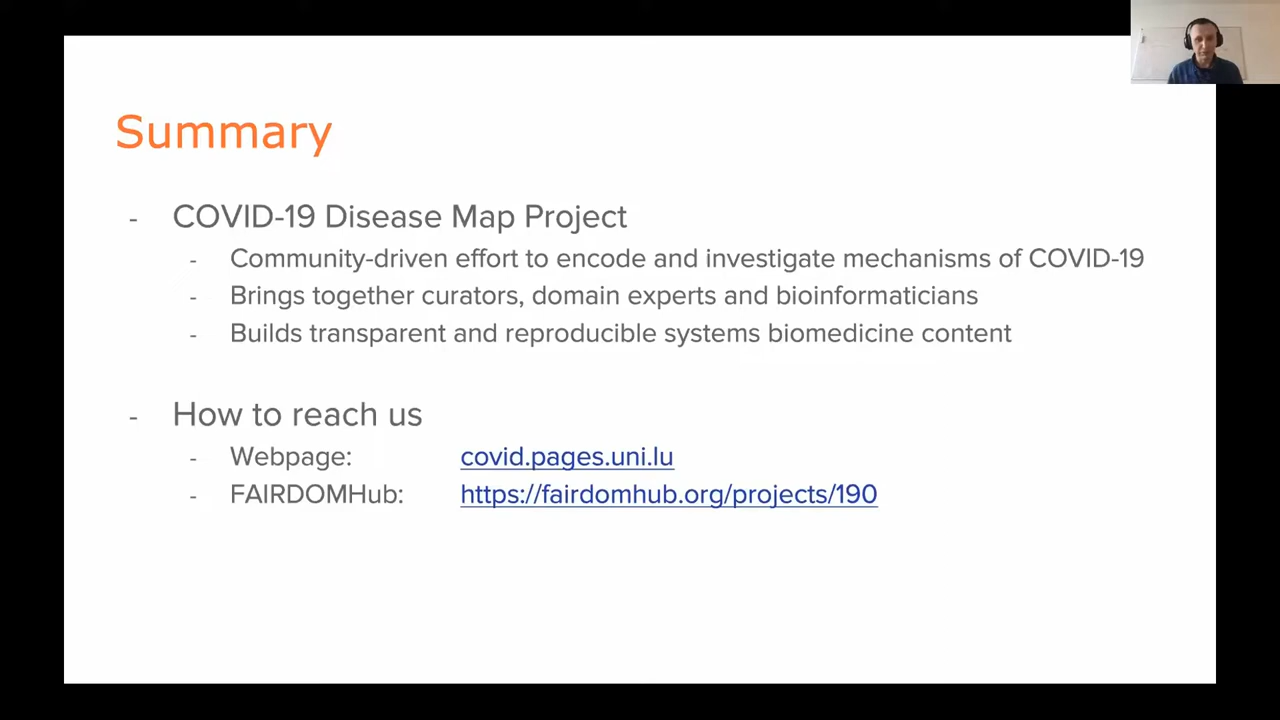 Summary
- COVID-19 Disease Map Project
- Community-driven effort to encode and investigate mechanisms of COVID-19
- Brings together curators, domain experts and bioinformaticians
- Builds transparent and reproducible systems biomedicine content
- How to reach us
- Webpage: covid.pages.uni.lu
- FAIRDOMHub: https://fairdomhub.org/projects/190